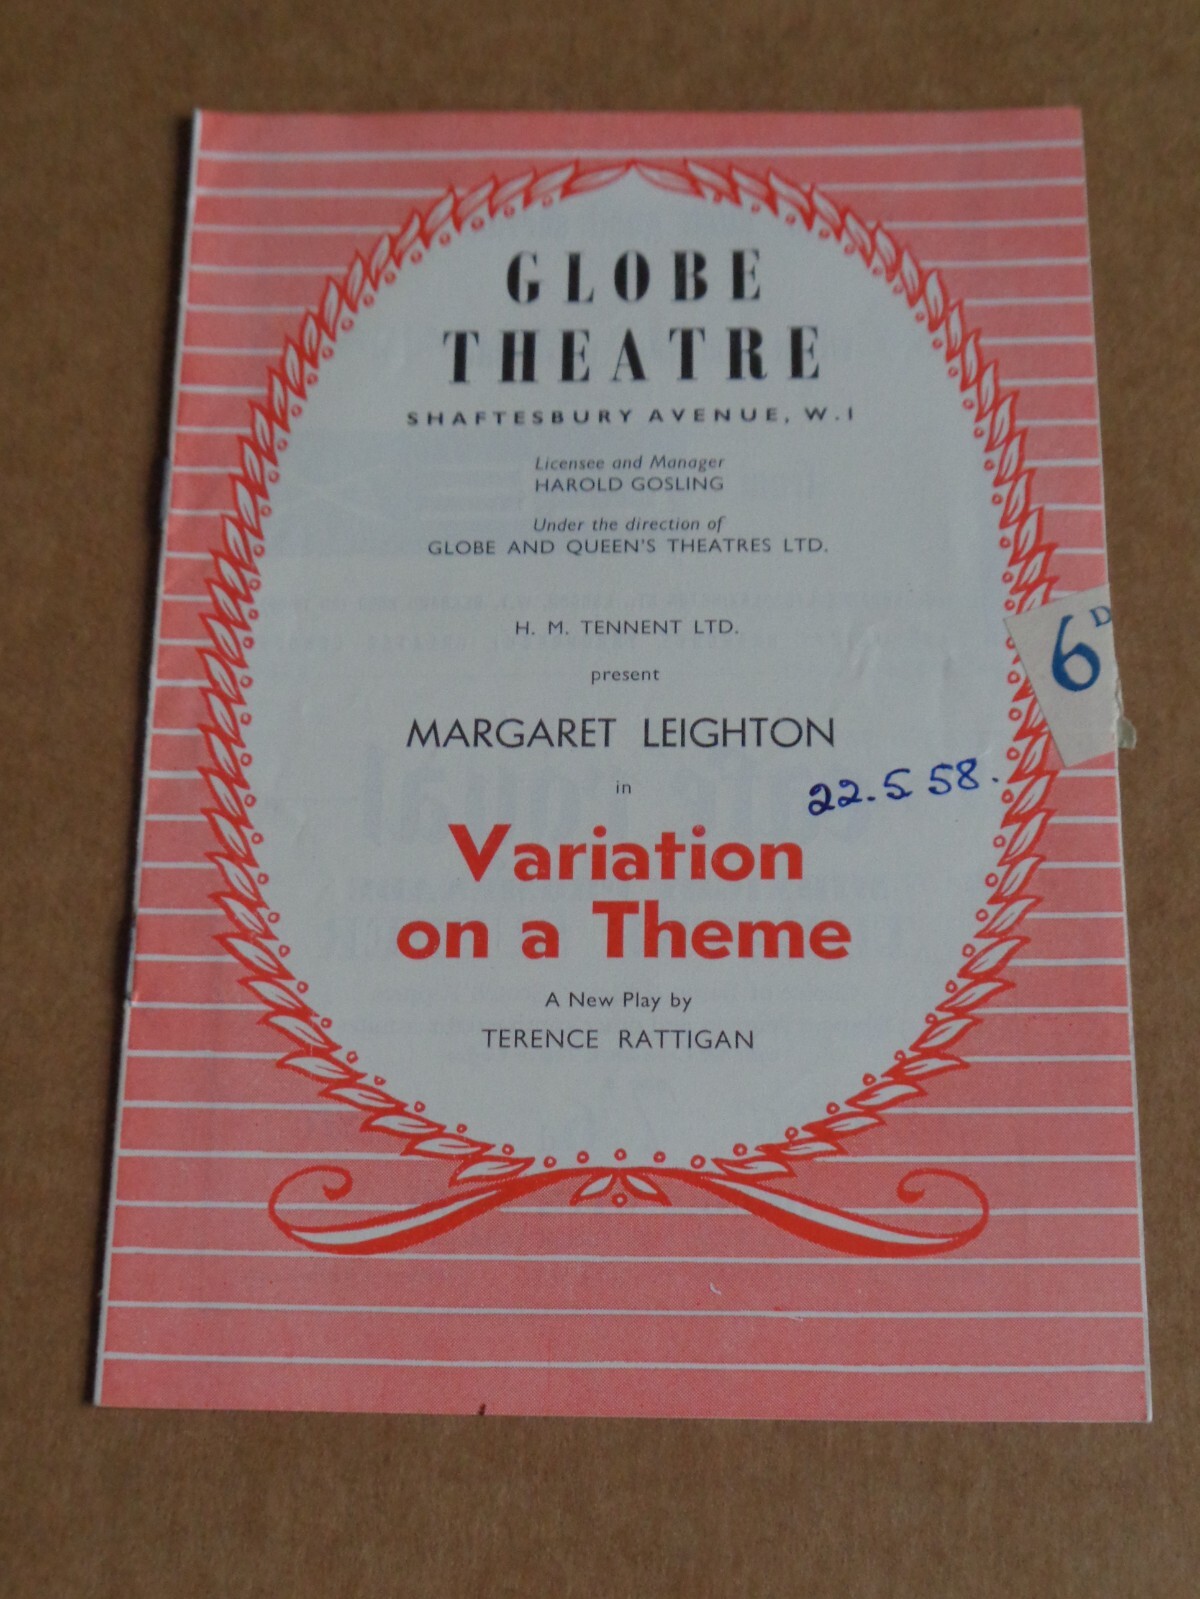 GLOBE
THEATRE
SHAFTESBURY AVENUE, W.1
Licensee and Manager
HAROLD GOSLING
Under the direction of
GLOBE AND QUEEN'S THEATRES LTD.
H. M. TENNENT LTD.
present
6D
MARGARET LEIGHTON
in
22.5 58.
Variation
on a Theme
A New Play by
TERENCE RATTIGAN